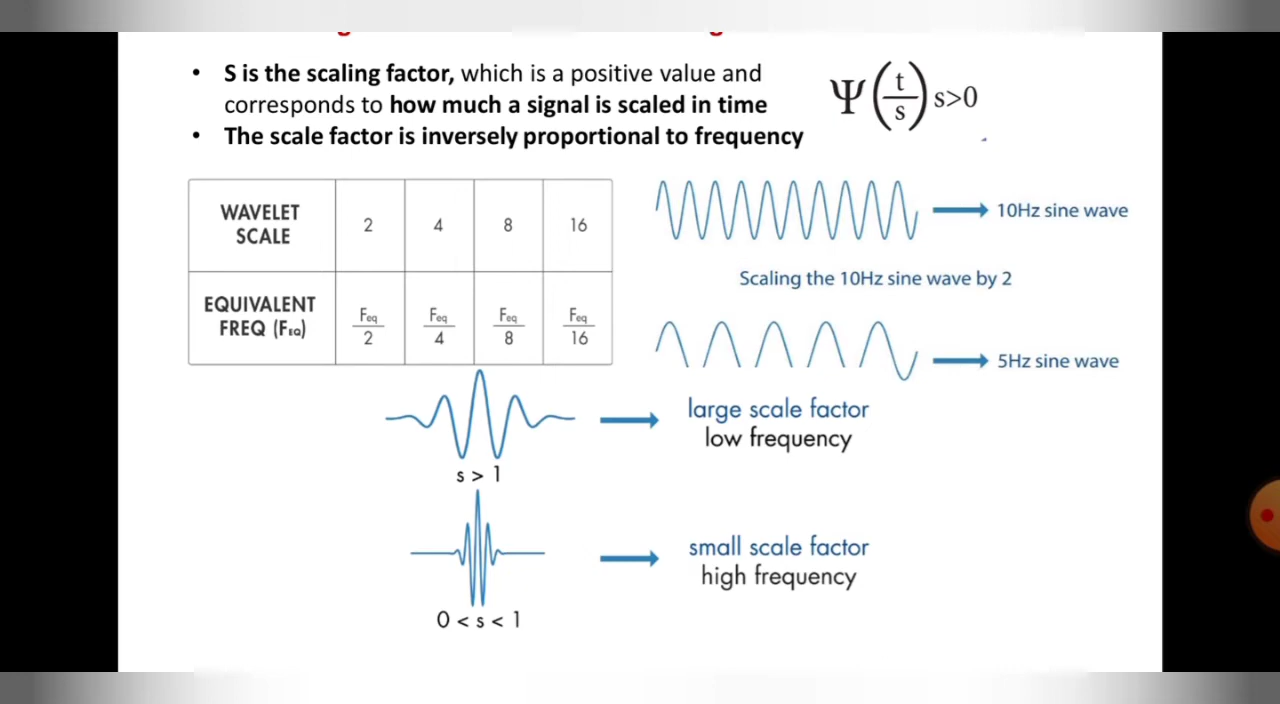 • S is the scaling factor, which is a positive value and
corresponds to how much a signal is scaled in time
• The scale factor is inversely proportional to frequency
Ψ(t/s) s>0
WAVELET SCALE 2 4 8 16
EQUIVALENT FREQ (FEQ) Feq/2 Feq/4 Feq/8 Feq/16
10Hz sine wave
Scaling the 10Hz sine wave by 2
5Hz sine wave
large scale factor
low frequency
s > 1
small scale factor
high frequency
0 < s < 1